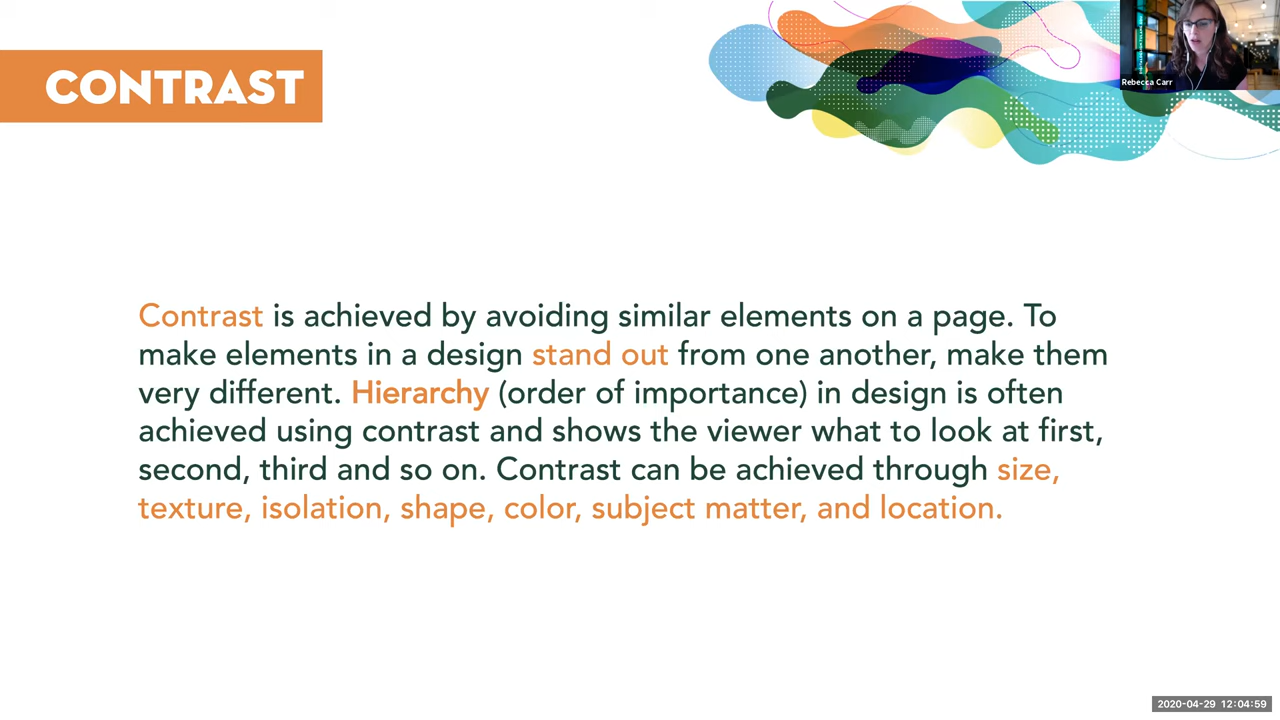 CONTRAST
Rebecca Carr
Contrast is achieved by avoiding similar elements on a page. To
make elements in a design stand out from one another, make them
very different. Hierarchy (order of importance) in design is often
achieved using contrast and shows the viewer what to look at first,
second, third and so on. Contrast can be achieved through size,
texture, isolation, shape, color, subject matter, and location.
2020-04-29 12:04:59